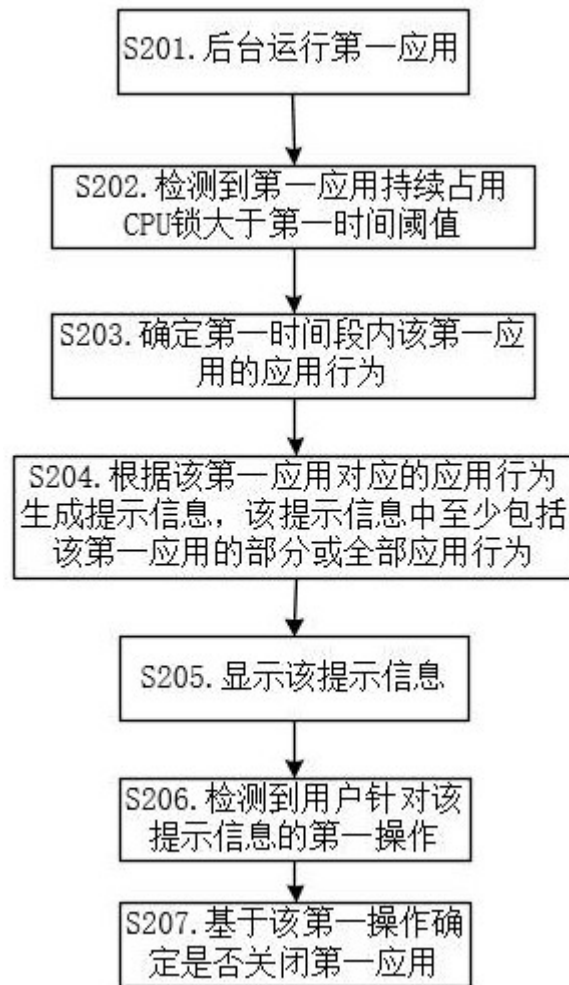 S201.后台运行第一应用
S202.检测到第一应用持续占用
CPU锁大于第一时间阈值
S203.确定第一时间段内该第一应
用的应用行为
S204.根据该第一应用对应的应用行为
生成提示信息，该提示信息中至少包括
该第一应用的部分或全部应用行为
S205.显示该提示信息
S206.检测到用户针对该
提示信息的第一操作
S207.基于该第一操作确
定是否关闭第一应用